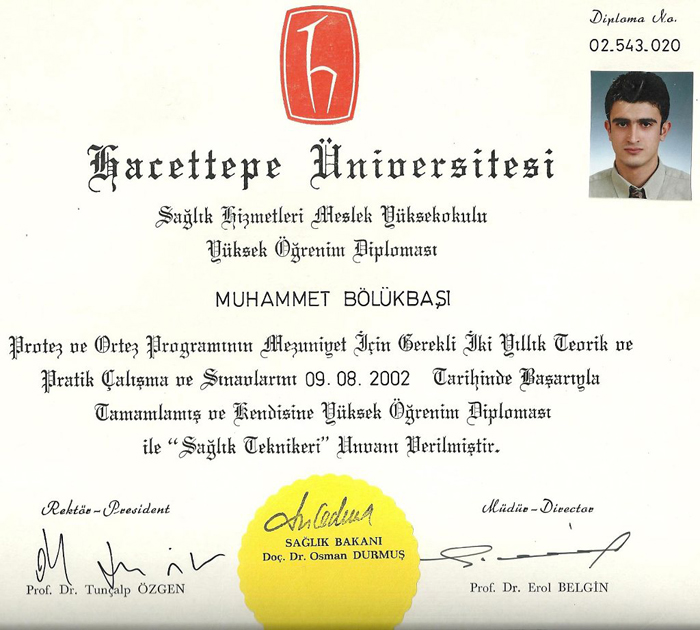 Diploma No.
02.543.020
Hacettepe Üniversitesi
Sağlık Hizmetleri Meslek Yüksekokulu
Yüksek Öğrenim Diploması
MUHAMMET BÖLÜKBAŞI
Protez ve Ortez Programının Mezuniyet İçin Gerekli İki Yıllık Teorik ve
Pratik Çalışma ve Sınavlarını 09.08.2002 Tarihinde Başarıyla
Tamamlamış ve Kendisine Yüksek Öğrenim Diploması
ile “Sağlık Teknikeri” Unvanı Verilmiştir.
Rektör-President
Prof. Dr. Tunçalp ÖZGEN
SAĞLIK BAKANI
Doç. Dr. Osman DURMUŞ
Müdür-Director
Prof. Dr. Erol BELGİN